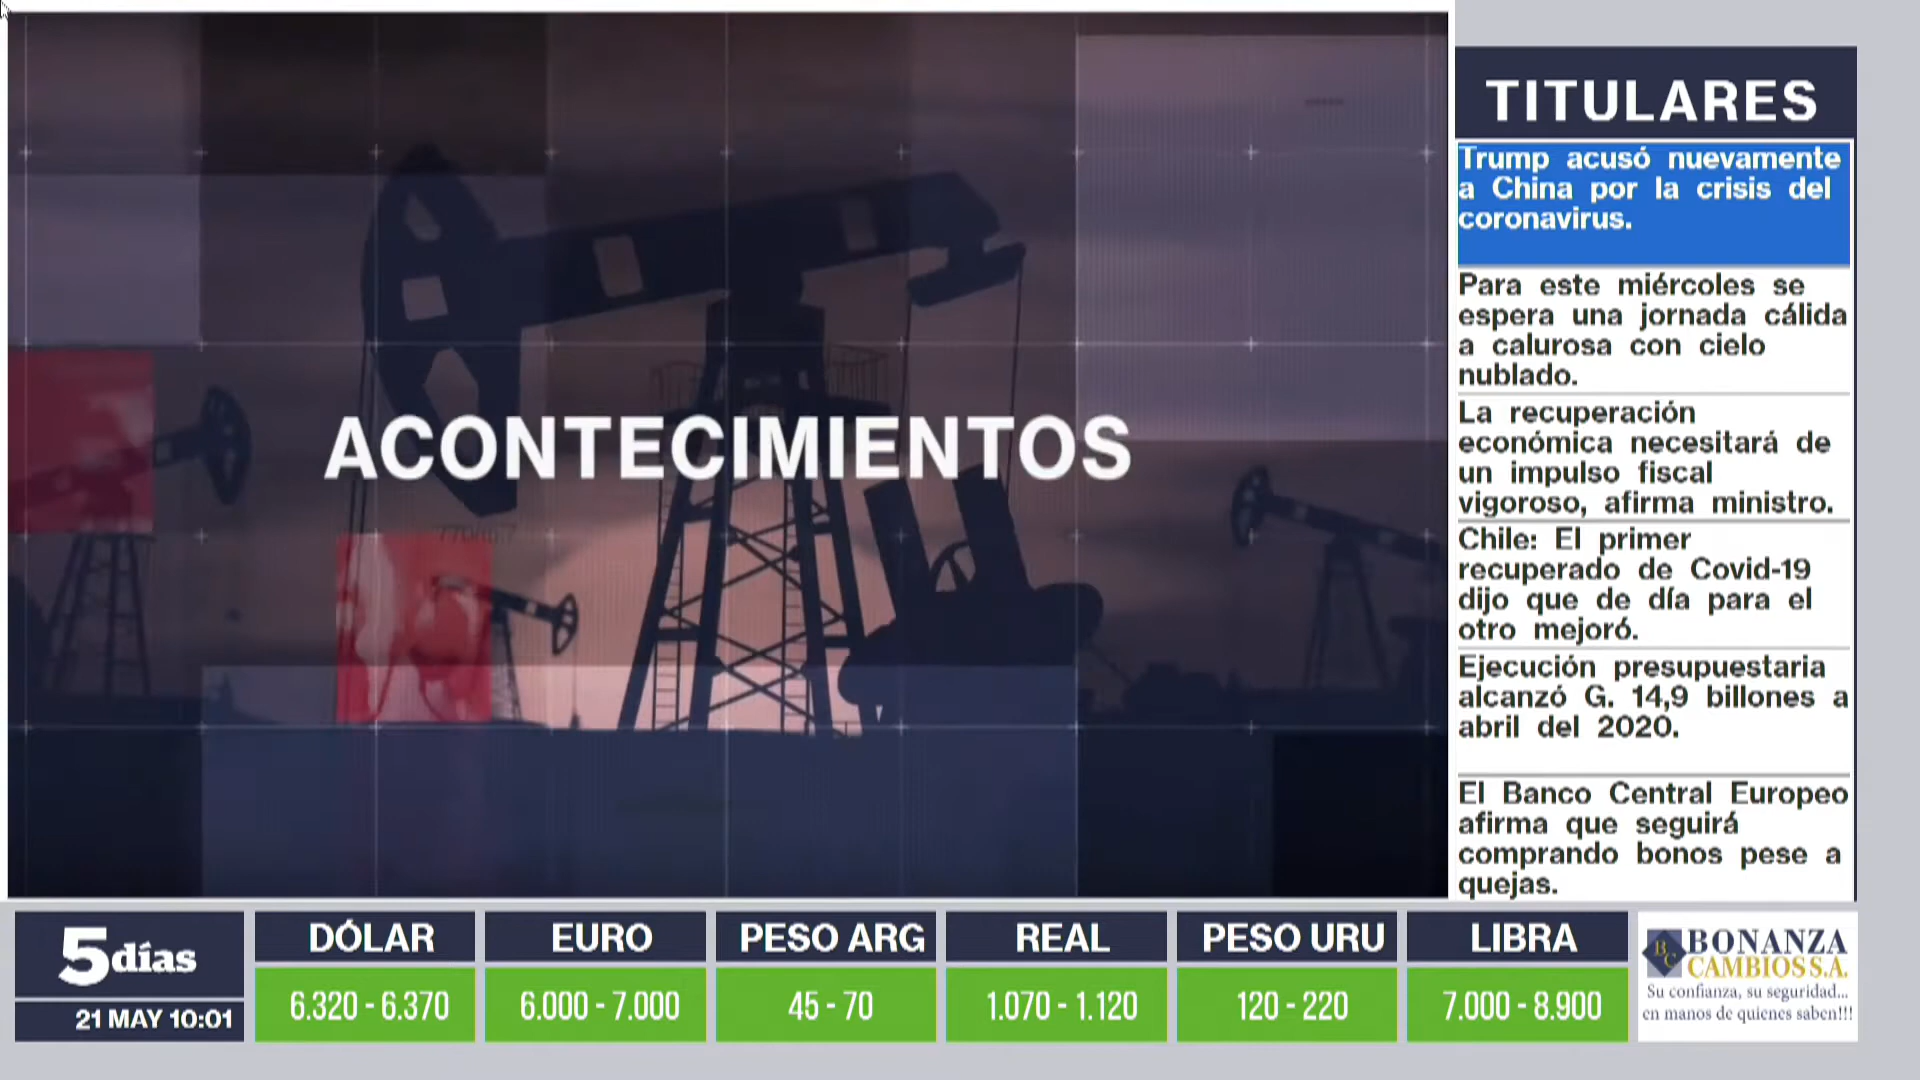 ACONTECIMIENTOS
TITULARES
Trump acusó nuevamente
a China por la crisis del
coronavirus.
Para este miércoles se
espera una jornada cálida
a calurosa con cielo
nublado.
La recuperación
económica necesitará de
un impulso fiscal
vigoroso, afirma ministro.
Chile: El primer
recuperado de Covid-19
dijo que de día para el
otro mejoró.
Ejecución presupuestaria
alcanzó G. 14,9 billones a
abril del 2020.
El Banco Central Europeo
afirma que seguirá
comprando bonos pese a
quejas.
5días
21 MAY 10:01
DÓLAR
6.320 - 6.370
EURO
6.000 - 7.000
PESO ARG
45 - 70
REAL
1.070 - 1.120
PESO URU
120 - 220
LIBRA
7.000 - 8.900
BC
BONANZA
CAMBIOS S.A.
Su confianza, su seguridad...
en manos de quienes saben!!!